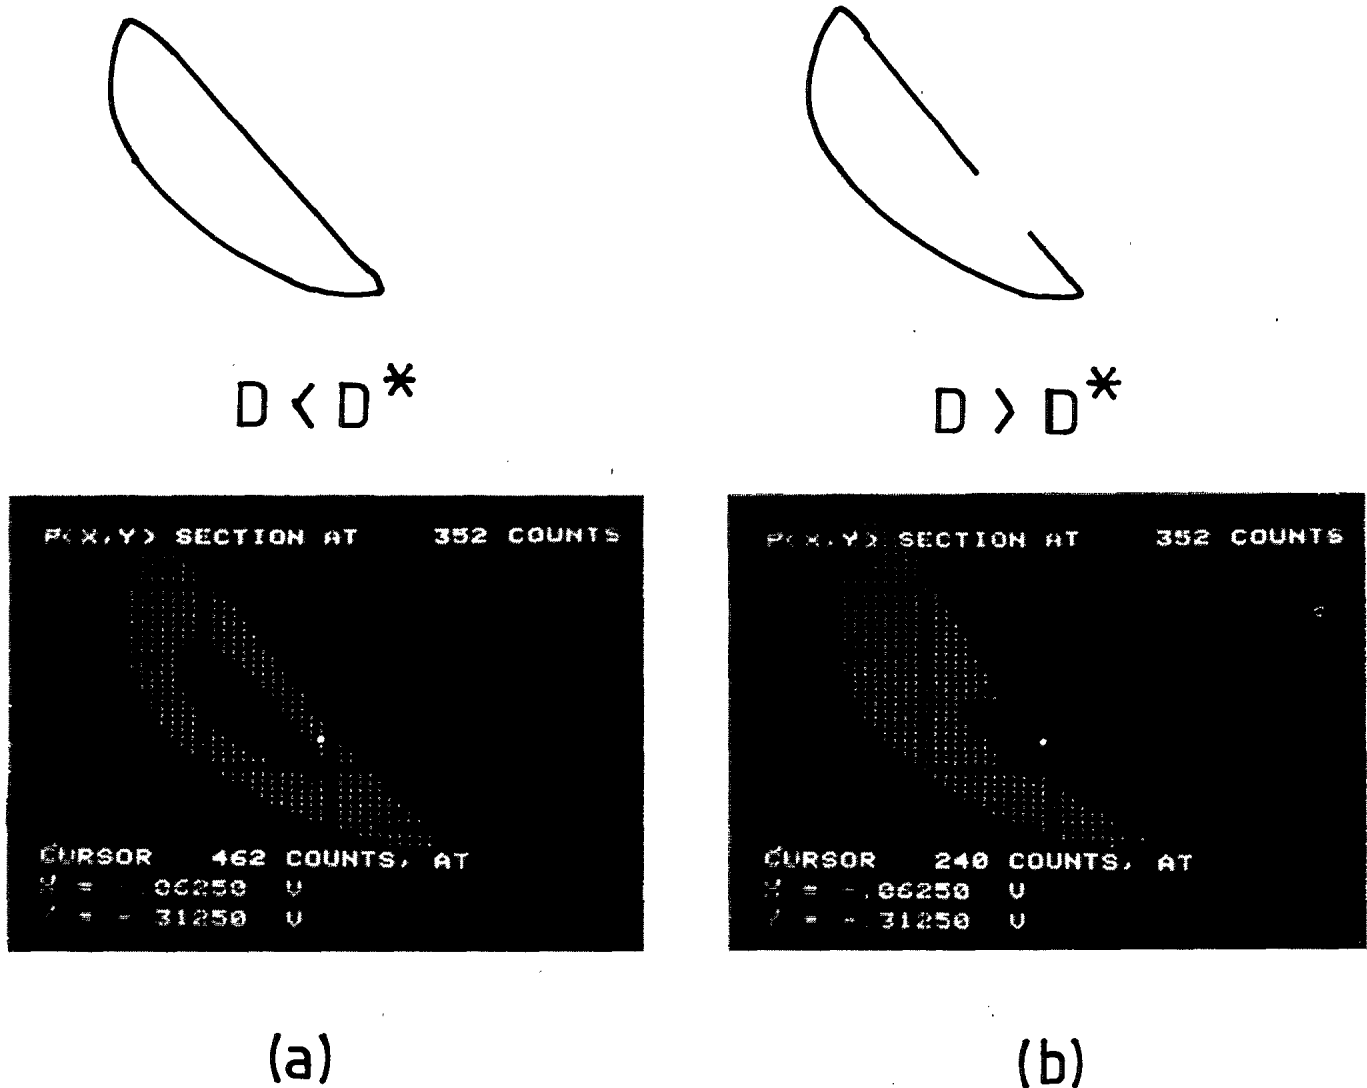 D < D*
D > D*
P(X,Y) SECTION AT 352 COUNTS
CURSOR 462 COUNTS, AT
X = -.06250 V
Y = -.31250 V
P(X,Y) SECTION AT 352 COUNTS
CURSOR 240 COUNTS, AT
X = -.06250 V
Y = -.31250 V
(a)
(b)